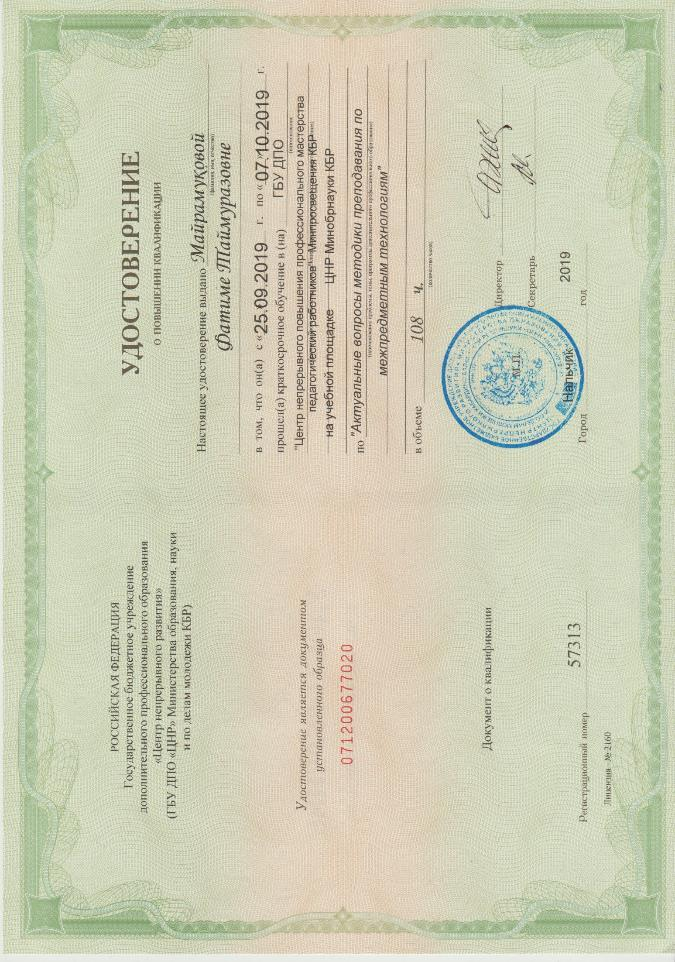 РОССИЙСКАЯ ФЕДЕРАЦИЯ
Государственное бюджетное учреждение
дополнительного профессионального образования
«Центр непрерывного развития»
(ГБУ ДПО «ЦНР» Министерства образования, науки
и по делам молодежи КБР)
Удостоверение является документом
установленного образца
071200677020
Документ о квалификации
57313
Регистрационный номер
Лицензия - № 2160
УДОСТОВЕРЕНИЕ
О ПОВЫШЕНИИ КВАЛИФИКАЦИИ
Настоящее удостоверение выдано Майрамуковой
(фамилия, имя, отчество)
Фатиме Таймуразовне
в том, что он(а) с «25.09.2019 г. по «07.10.2019 г.
прошел(а) краткосрочное обучение в (на) ГБУ ДПО
"Центр непрерывного повышения профессионального мастерства
педагогический работников" Минпросвещения КБР
на учебной площадке ЦНР Минобрнауки КБР
по "Актуальные вопросы методики преподавания по
межпредметным технологиям"
в объеме 108 ч.
(количество часов)
Директор
Секретарь
М.П.
Город Нальчик год 2019